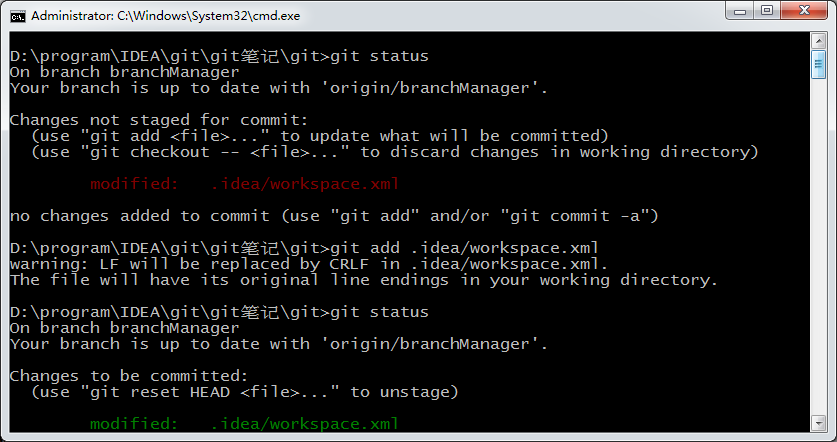 Administrator: C:\Windows\System32\cmd.exe
D:\program\IDEA\git\git笔记\git>git status
On branch branchManager
Your branch is up to date with 'origin/branchManager'.
Changes not staged for commit:
(use "git add <file>..." to update what will be committed)
(use "git checkout -- <file>..." to discard changes in working directory)
modified:   .idea/workspace.xml
no changes added to commit (use "git add" and/or "git commit -a")
D:\program\IDEA\git\git笔记\git>git add .idea/workspace.xml
warning: LF will be replaced by CRLF in .idea/workspace.xml.
The file will have its original line endings in your working directory.
D:\program\IDEA\git\git笔记\git>git status
On branch branchManager
Your branch is up to date with 'origin/branchManager'.
Changes to be committed:
(use "git reset HEAD <file>..." to unstage)
modified:   .idea/workspace.xml